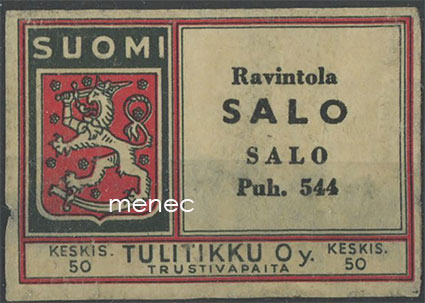 SUOMI
Ravintola
SALO
SALO
Puh. 544
menec
KESKIS. 50
TULITIKKU Oy.
TRUSTIVAPAITA
KESKIS. 50